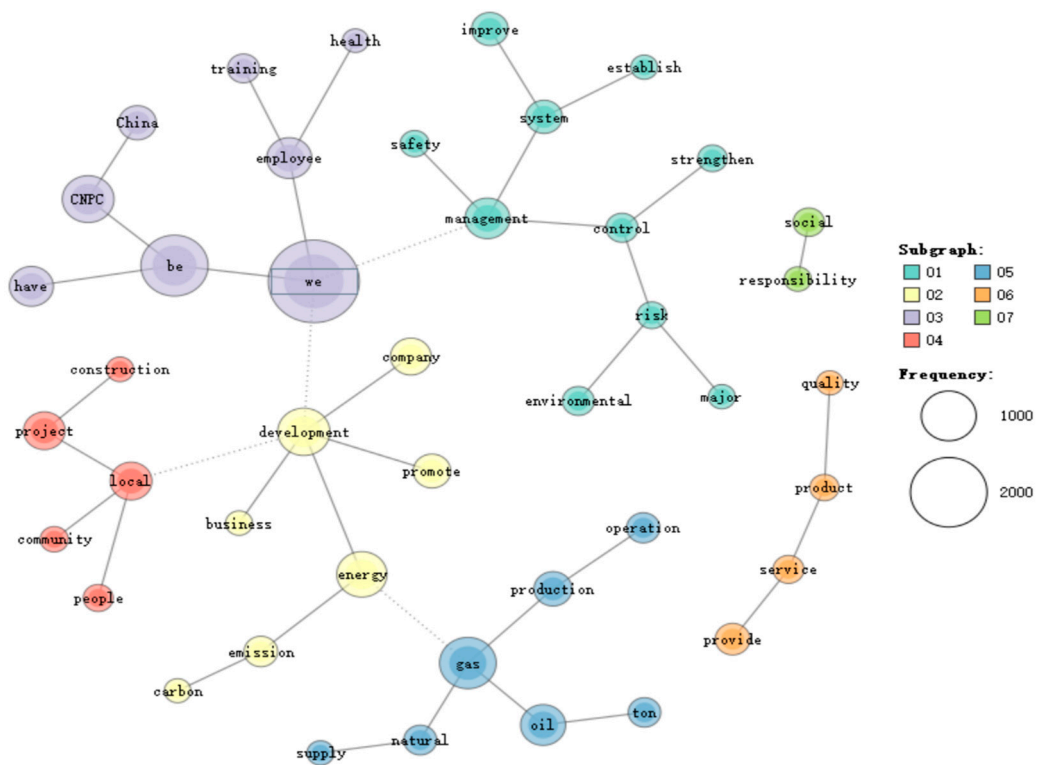 improve
health
training
establish
China
system
safety
employee
strengthen
CNPC
management
control
social
be
we
responsibility
have
Subgraph:
01
05
02
06
03
07
04
risk
company
construction
Frequency:
quality
environmental
major
1000
project
development
promote
local
product
2000
business
operation
community
service
energy
production
people
provide
emission
gas
carbon
ton
oil
natural
supply